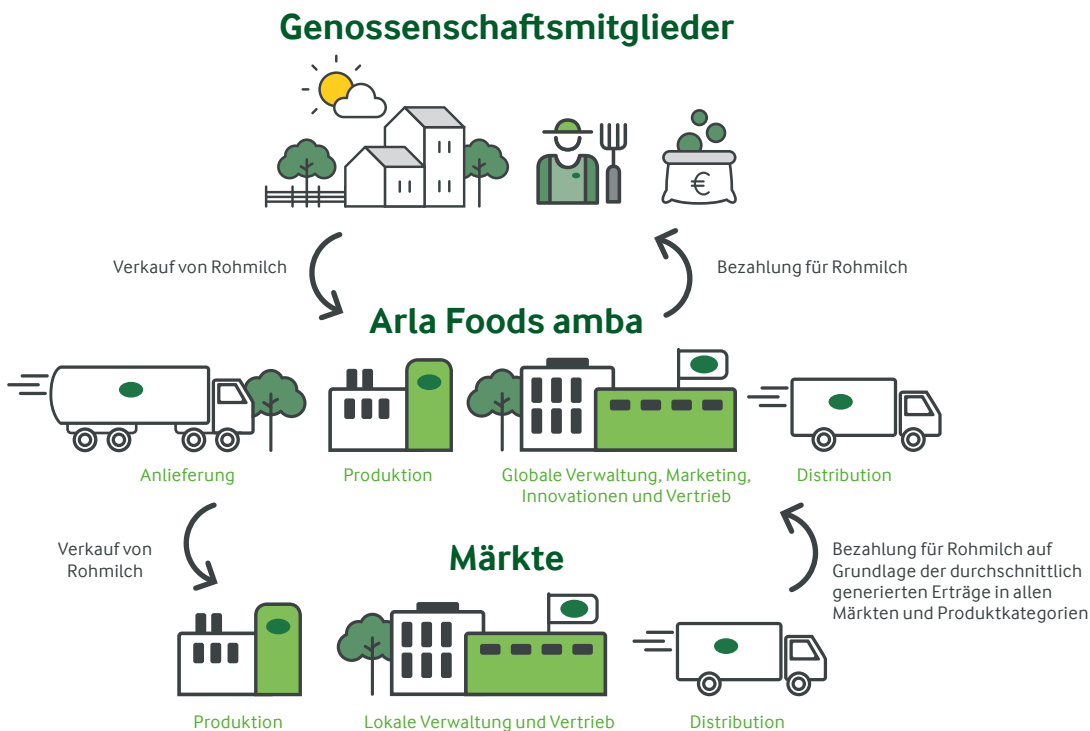 Genossenschaftsmitglieder
€
Verkauf von Rohmilch
Bezahlung für Rohmilch
Arla Foods amba
Anlieferung
Produktion
Globale Verwaltung, Marketing,
Innovationen und Vertrieb
Distribution
Verkauf von
Rohmilch
Märkte
Bezahlung für Rohmilch auf
Grundlage der durchschnittlich
generierten Erträge in allen
Märkten und Produktkategorien
Produktion
Lokale Verwaltung und Vertrieb
Distribution